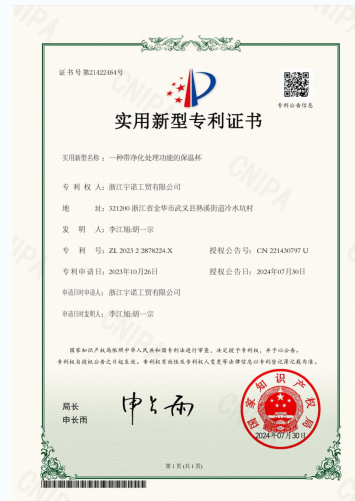 证书号第21422464号
专利公告信息
实用新型专利证书
实用新型名称：一种带净化处理功能的保温杯
专利权人：浙江宇诺工贸有限公司
地址：321200 浙江省金华市武义县熟溪街道冷水坑村
发明人：李江旭;胡一宗
专利号：ZL 2023 2 2878224.X 授权公告号：CN 221430797 U
专利申请日：2023年10月26日 授权公告日：2024年07月30日
申请日时申请人：浙江宇诺工贸有限公司
申请日时发明人：李江旭;胡一宗
国家知识产权局依照中华人民共和国专利法进行审查，决定授予专利权，并予以公告。
专利权自授权公告之日起生效。专利权有效性及专利权人变更等法律信息以专利登记簿记载为准。
局长
申长雨
申长雨
国家知识产权局
2024年07月30日
第1页(共1页)
CNIPA